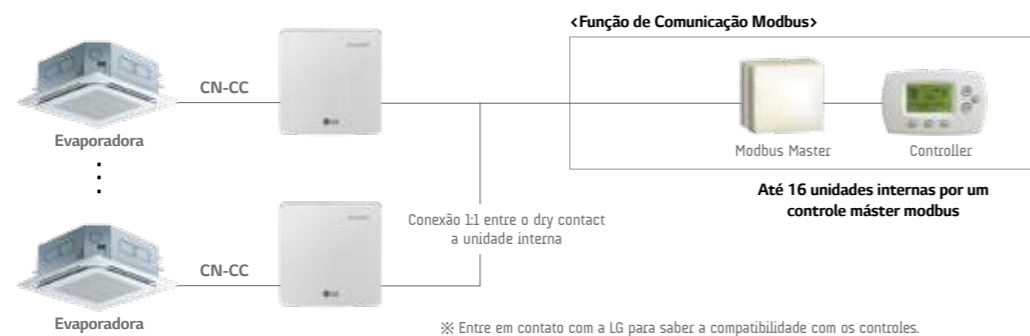 <Função de Comunicação Modbus>
CN-CC
LG
Evaporadora
Modbus Master
Controller
Até 16 unidades internas por um
controle máster modbus
Conexão 1:1 entre o dry contact
a unidade interna
CN-CC
LG
Evaporadora
※ Entre em contato com a LG para saber a compatibilidade com os controles.